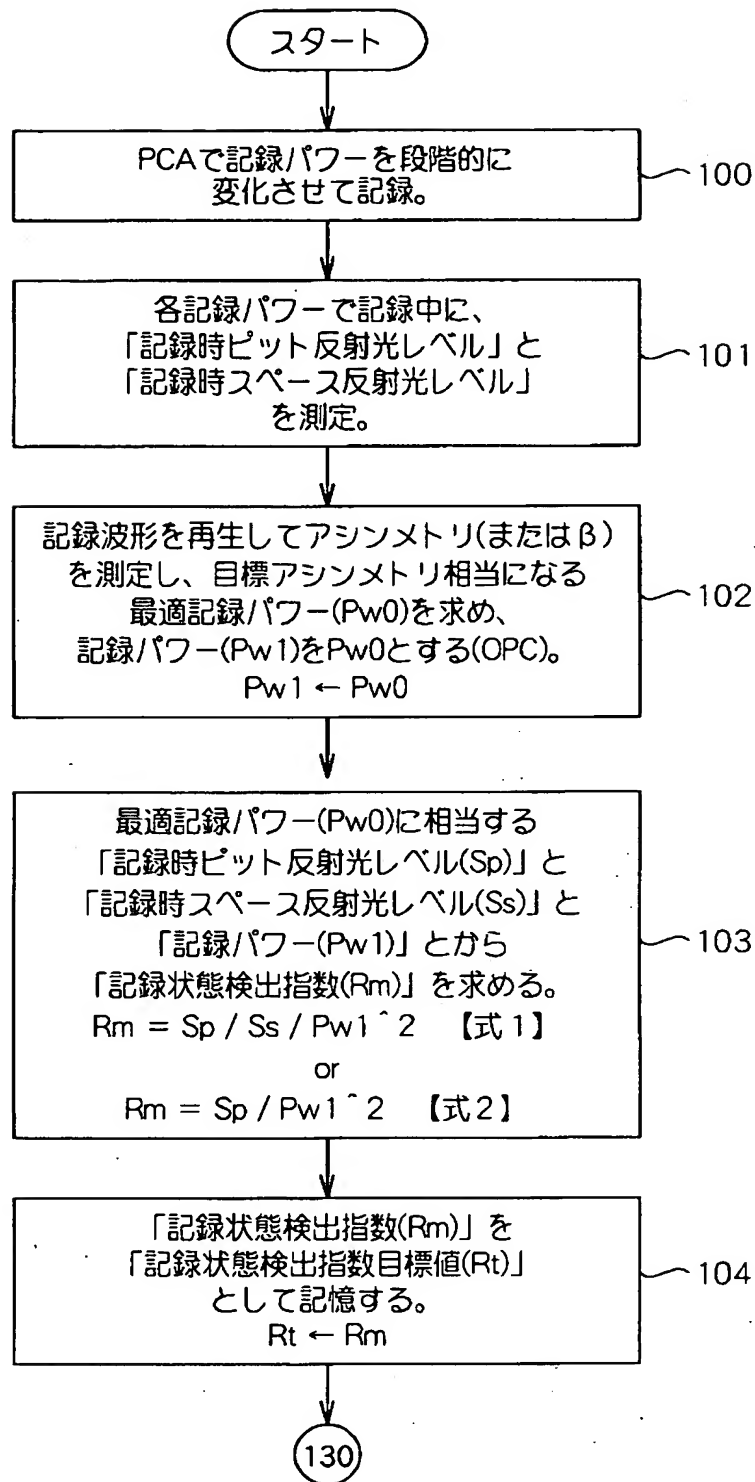 スタート
PCAで記録パワーを段階的に
変化させて記録。
100
各記録パワーで記録中に、
「記録時ピット反射光レベル」と
「記録時スペース反射光レベル」
を測定。
101
記録波形を再生してアシンメトリ(またはβ)
を測定し、目標アシンメトリ相当になる
最適記録パワー(Pw0)を求め、
記録パワー(Pw1)をPw0とする(OPC)。
Pw1 ← Pw0
102
最適記録パワー(Pw0)に相当する
「記録時ピット反射光レベル(Sp)」と
「記録時スペース反射光レベル(Ss)」と
「記録パワー(Pw1)」とから
「記録状態検出指数(Rm)」を求める。
Rm = Sp / Ss / Pw1^2 【式1】
or
Rm = Sp / Pw1^2 【式2】
103
「記録状態検出指数(Rm)」を
「記録状態検出指数目標値(Rt)」
として記憶する。
Rt ← Rm
104
130